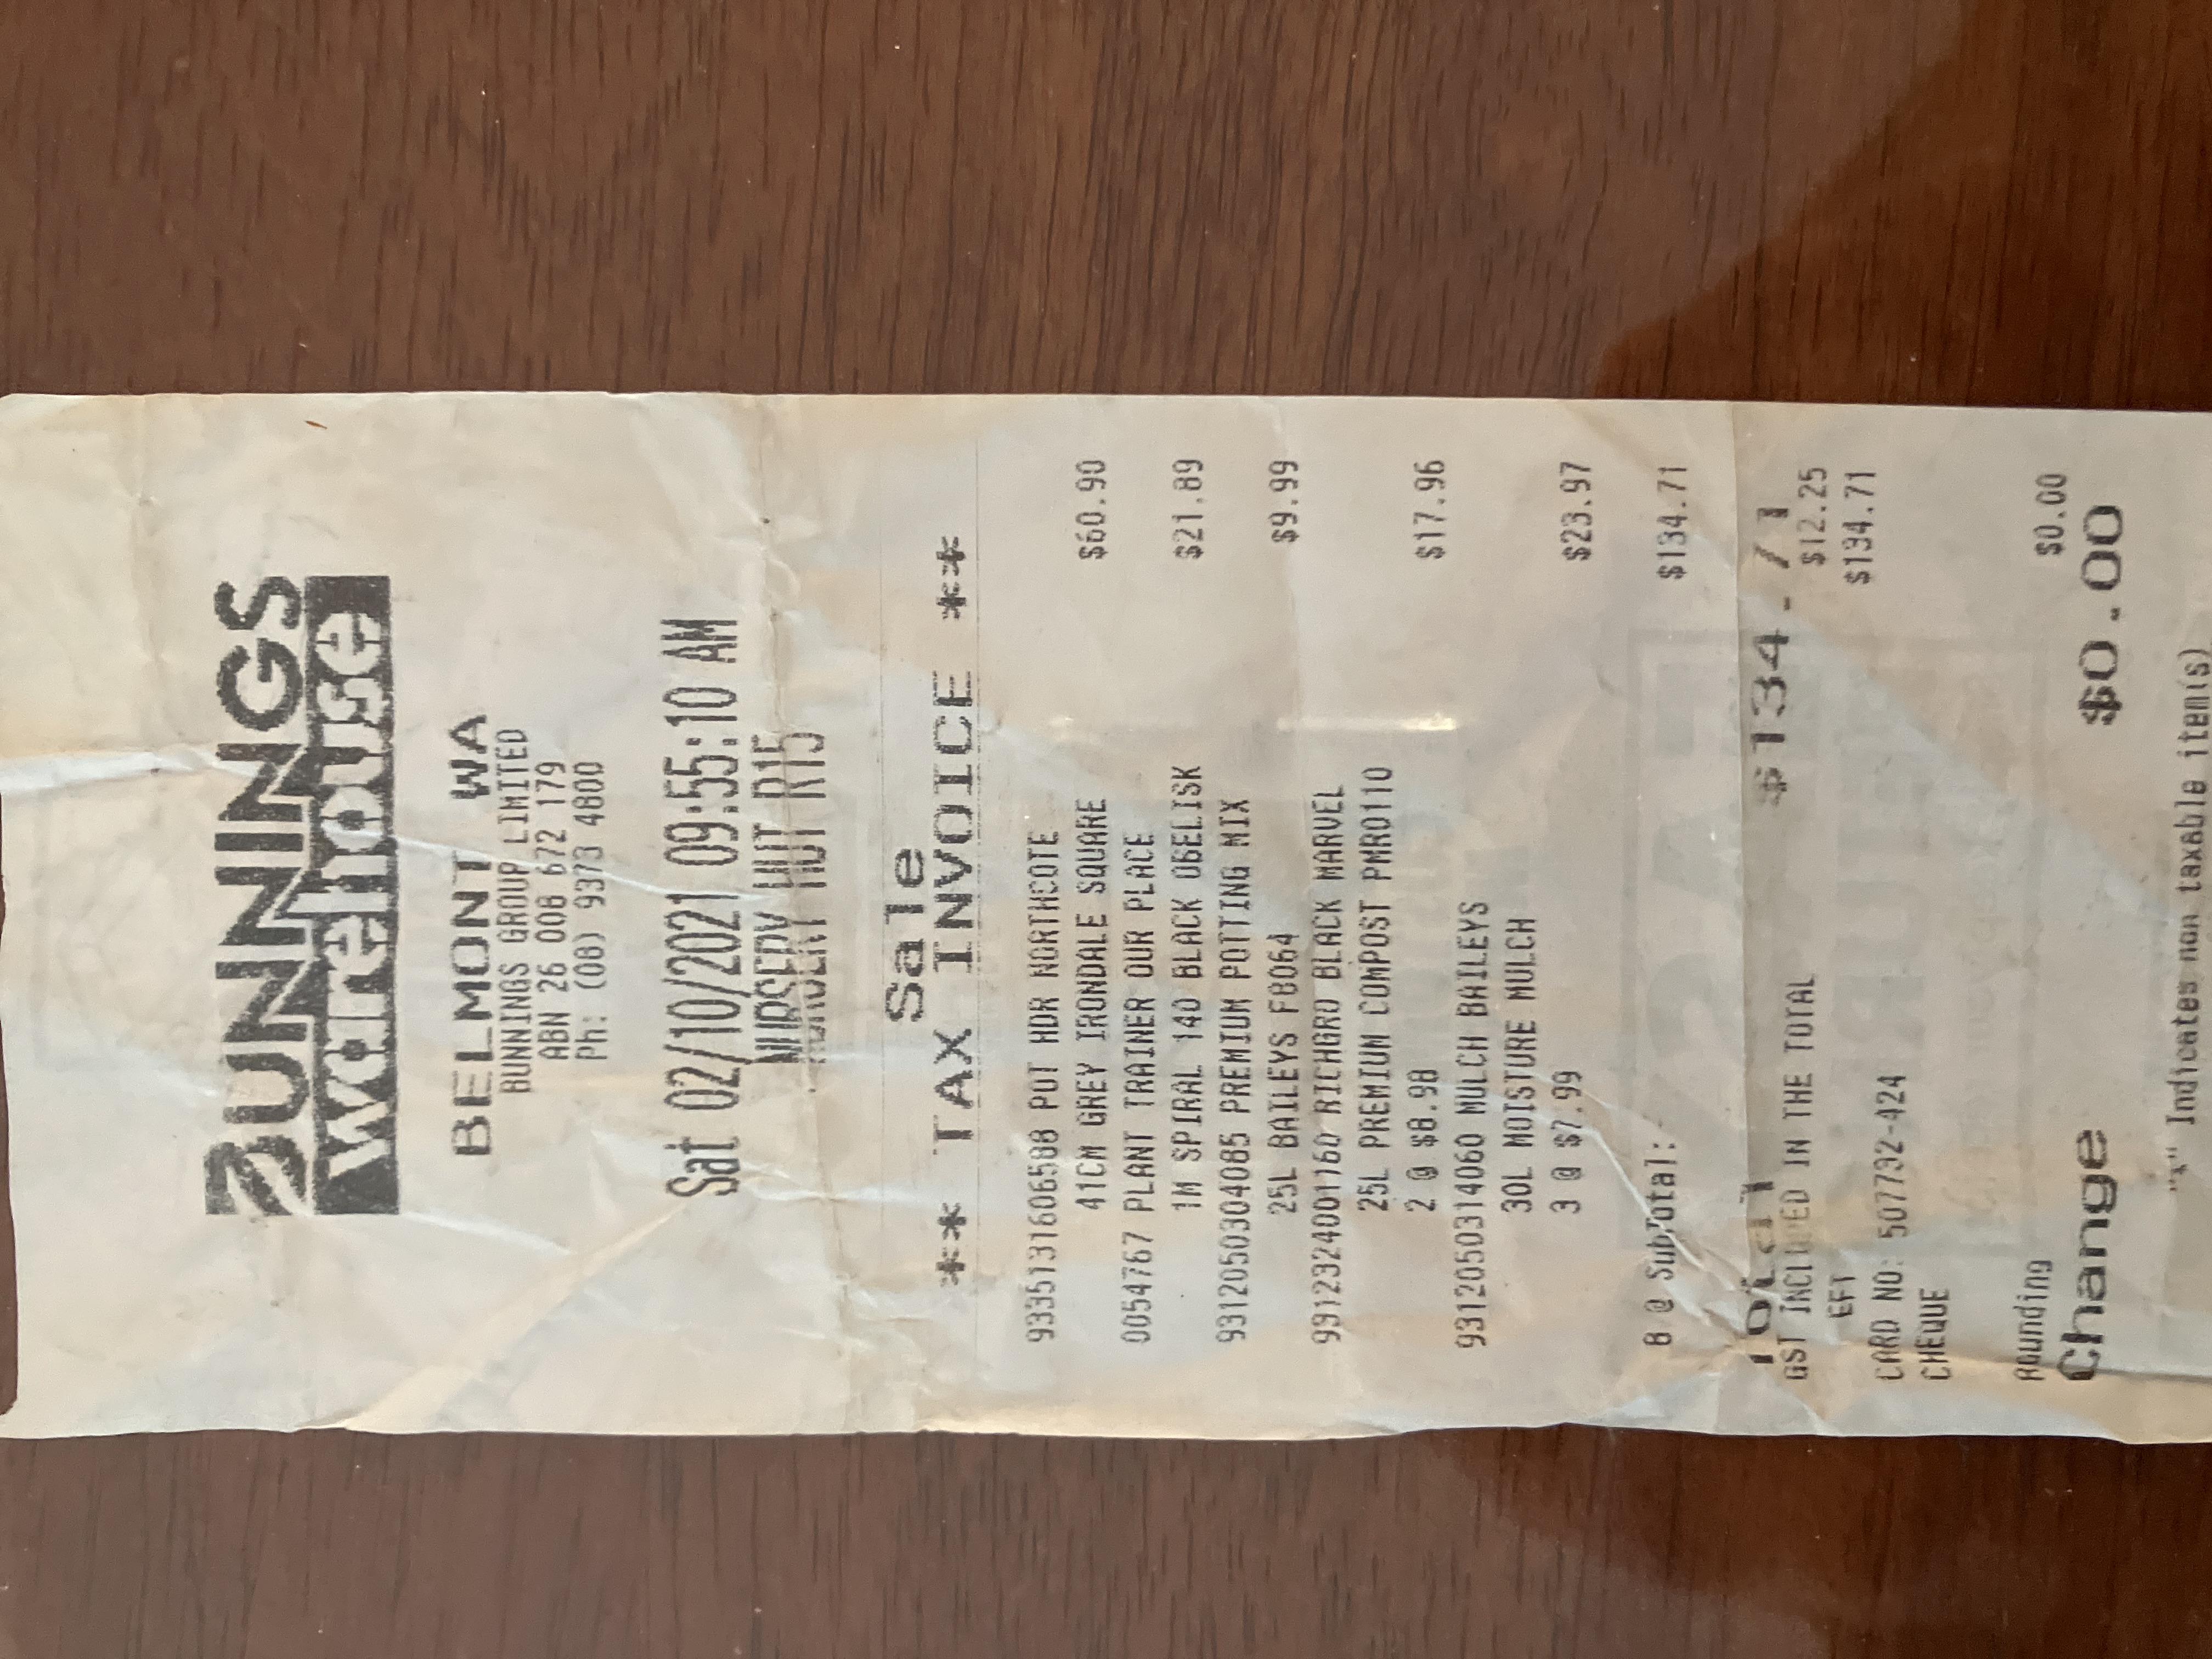 BUNNINGS
warehouse
BELMONT WA
BUNNINGS GROUP LIMITED
ABN 26 008 672 179
Ph: (08) 9373 4800
Sat 02/10/2021 09:55:10 AM
NURSERY HUT R15
Sale
** TAX INVOICE **
9335131606588 POT HDR NORTHCOTE
41CM GREY IRONDALE SQUARE $60.90
0054767 PLANT TRAINER OUR PLACE
1M SPIRAL 140 BLACK OBELISK $21.89
9312050304085 PREMIUM POTTING MIX
25L BAILEYS F8064 $9.99
9312324001160 RICHGRO BLACK MARVEL
25L PREMIUM COMPOST PMR0110
2 @ $8.98 $17.96
9312050314060 MULCH BAILEYS
30L MOISTURE MULCH
3 @ $7.99 $23.97
8 @ SubTotal: $134.71
Total $134.71
GST INCLUDED IN THE TOTAL $12.25
EFT $134.71
CARD NO: 507732-424
CHEQUE
Rounding $0.00
Change $0.00
"*" Indicates non taxable item(s)